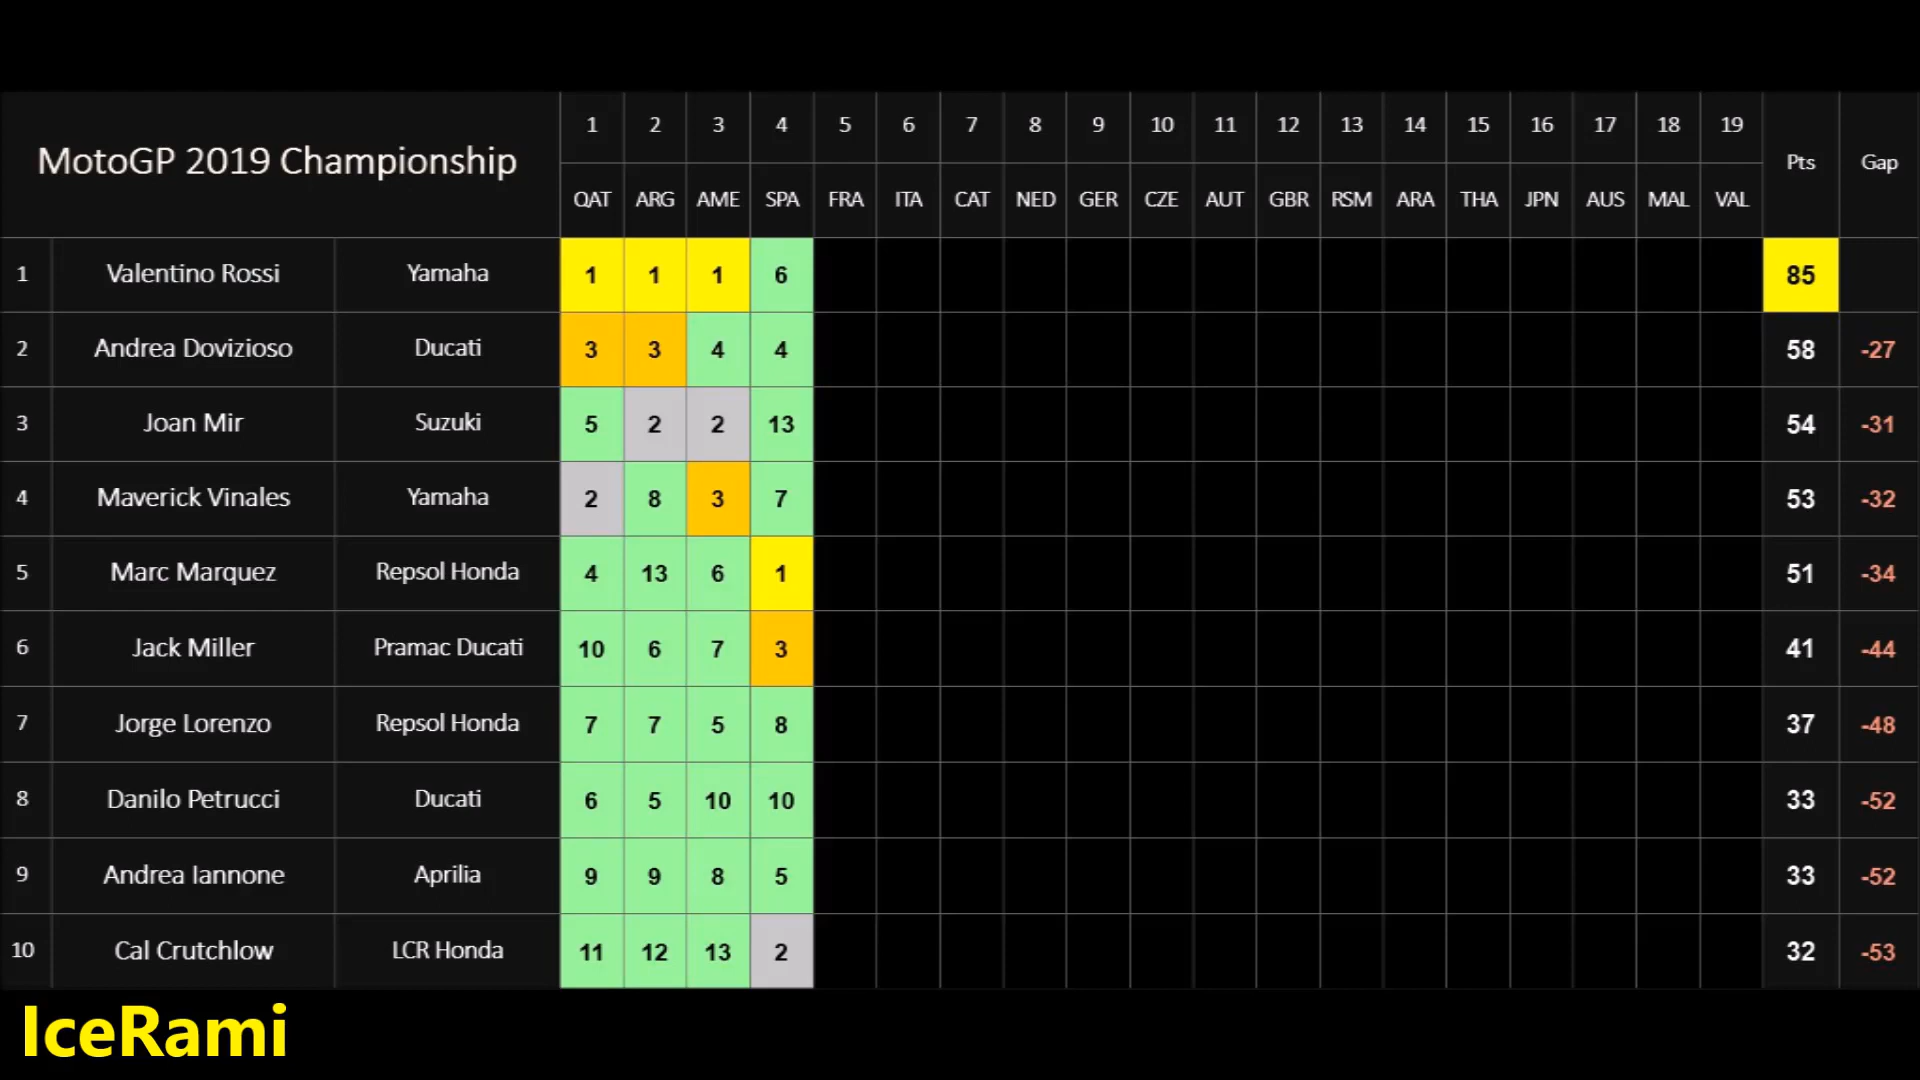 1 2 3 4 5 6 7 8 9 10 11 12 13 14 15 16 17 18 19
MotoGP 2019 Championship Pts Gap
QAT ARG AME SPA FRA ITA CAT NED GER CZE AUT GBR RSM ARA THA JPN AUS MAL VAL
1 Valentino Rossi Yamaha 1 1 1 6 85
2 Andrea Dovizioso Ducati 3 3 4 4 58 -27
3 Joan Mir Suzuki 5 2 2 13 54 -31
4 Maverick Vinales Yamaha 2 8 3 7 53 -32
5 Marc Marquez Repsol Honda 4 13 6 1 51 -34
6 Jack Miller Pramac Ducati 10 6 7 3 41 -44
7 Jorge Lorenzo Repsol Honda 7 7 5 8 37 -48
8 Danilo Petrucci Ducati 6 5 10 10 33 -52
9 Andrea Iannone Aprilia 9 9 8 5 33 -52
10 Cal Crutchlow LCR Honda 11 12 13 2 32 -53
IceRami